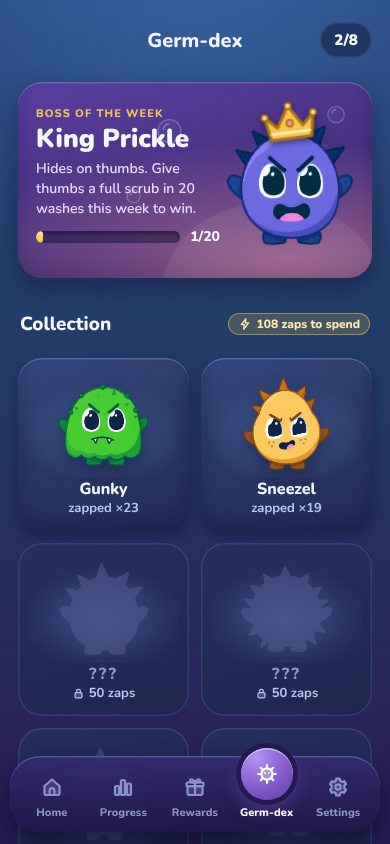 Germ-dex
2/8
BOSS OF THE WEEK
King Prickle
Hides on thumbs. Give
thumbs a full scrub in 20
washes this week to win.
1/20
Collection
108 zaps to spend
Gunky
zapped ×23
Sneezel
zapped ×19
???
50 zaps
???
50 zaps
Home
Progress
Rewards
Germ-dex
Settings